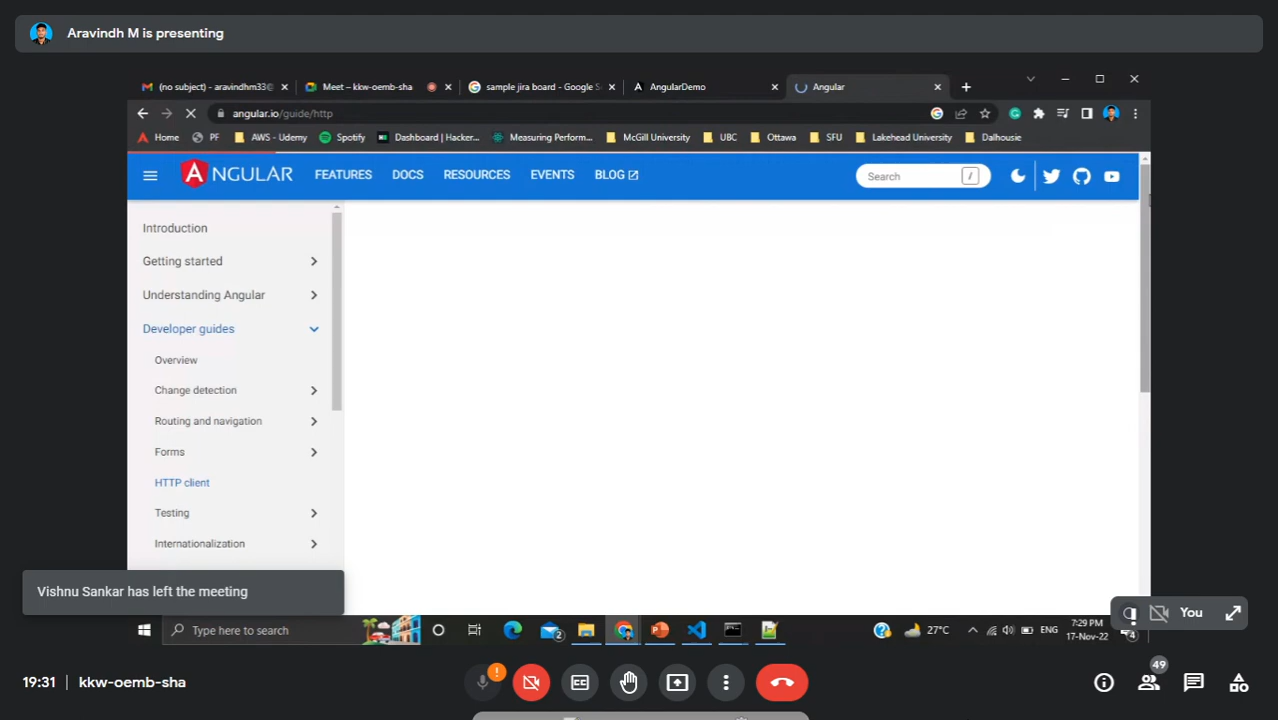 Aravindh M is presenting
(no subject) - aravindhm33@
Meet – kkw-oemb-sha
sample jira board - Google S
AngularDemo
Angular
angular.io/guide/http
Home
PF
AWS - Udemy
Spotify
Dashboard | Hacker...
Measuring Perform...
McGill University
UBC
Ottawa
SFU
Lakehead University
Dalhousie
ANGULAR
FEATURES
DOCS
RESOURCES
EVENTS
BLOG
Search
/
Introduction
Getting started
Understanding Angular
Developer guides
Overview
Change detection
Routing and navigation
Forms
HTTP client
Testing
Internationalization
Vishnu Sankar has left the meeting
You
Type here to search
2
27°C
ENG
7:29 PM
17-Nov-22
4
19:31 | kkw-oemb-sha
49